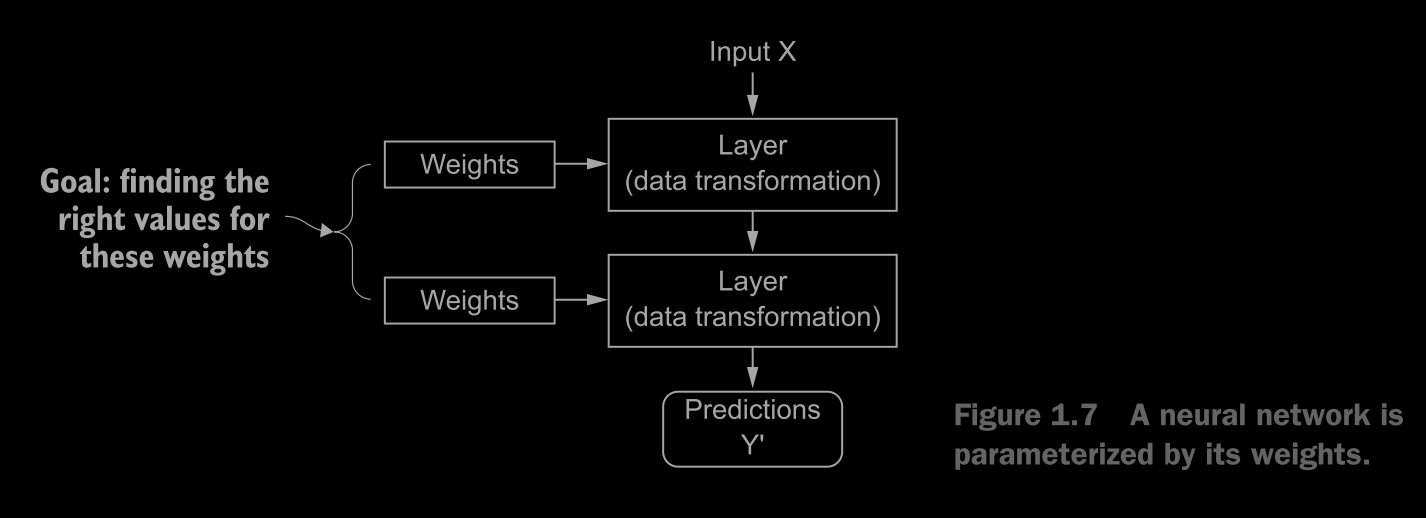 Input X
Layer
(data transformation)
Weights
Goal: finding the
right values for
these weights
Layer
(data transformation)
Weights
Predictions
Y'
Figure 1.7 A neural network is
parameterized by its weights.